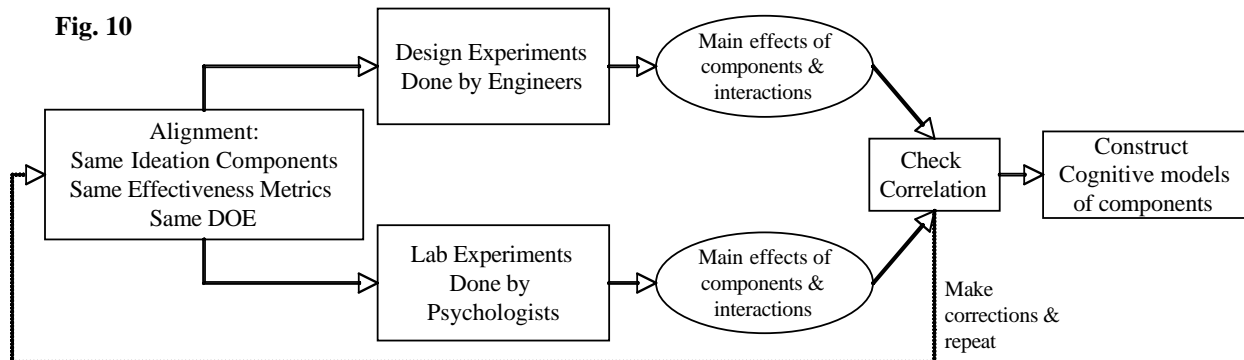 Fig. 10
Design Experiments
Done by Engineers
Main effects of
components &
interactions
Alignment:
Same Ideation Components
Same Effectiveness Metrics
Same DOE
Check
Correlation
Construct
Cognitive models
of components
Lab Experiments
Done by
Psychologists
Main effects of
components &
interactions
Make
corrections &
repeat